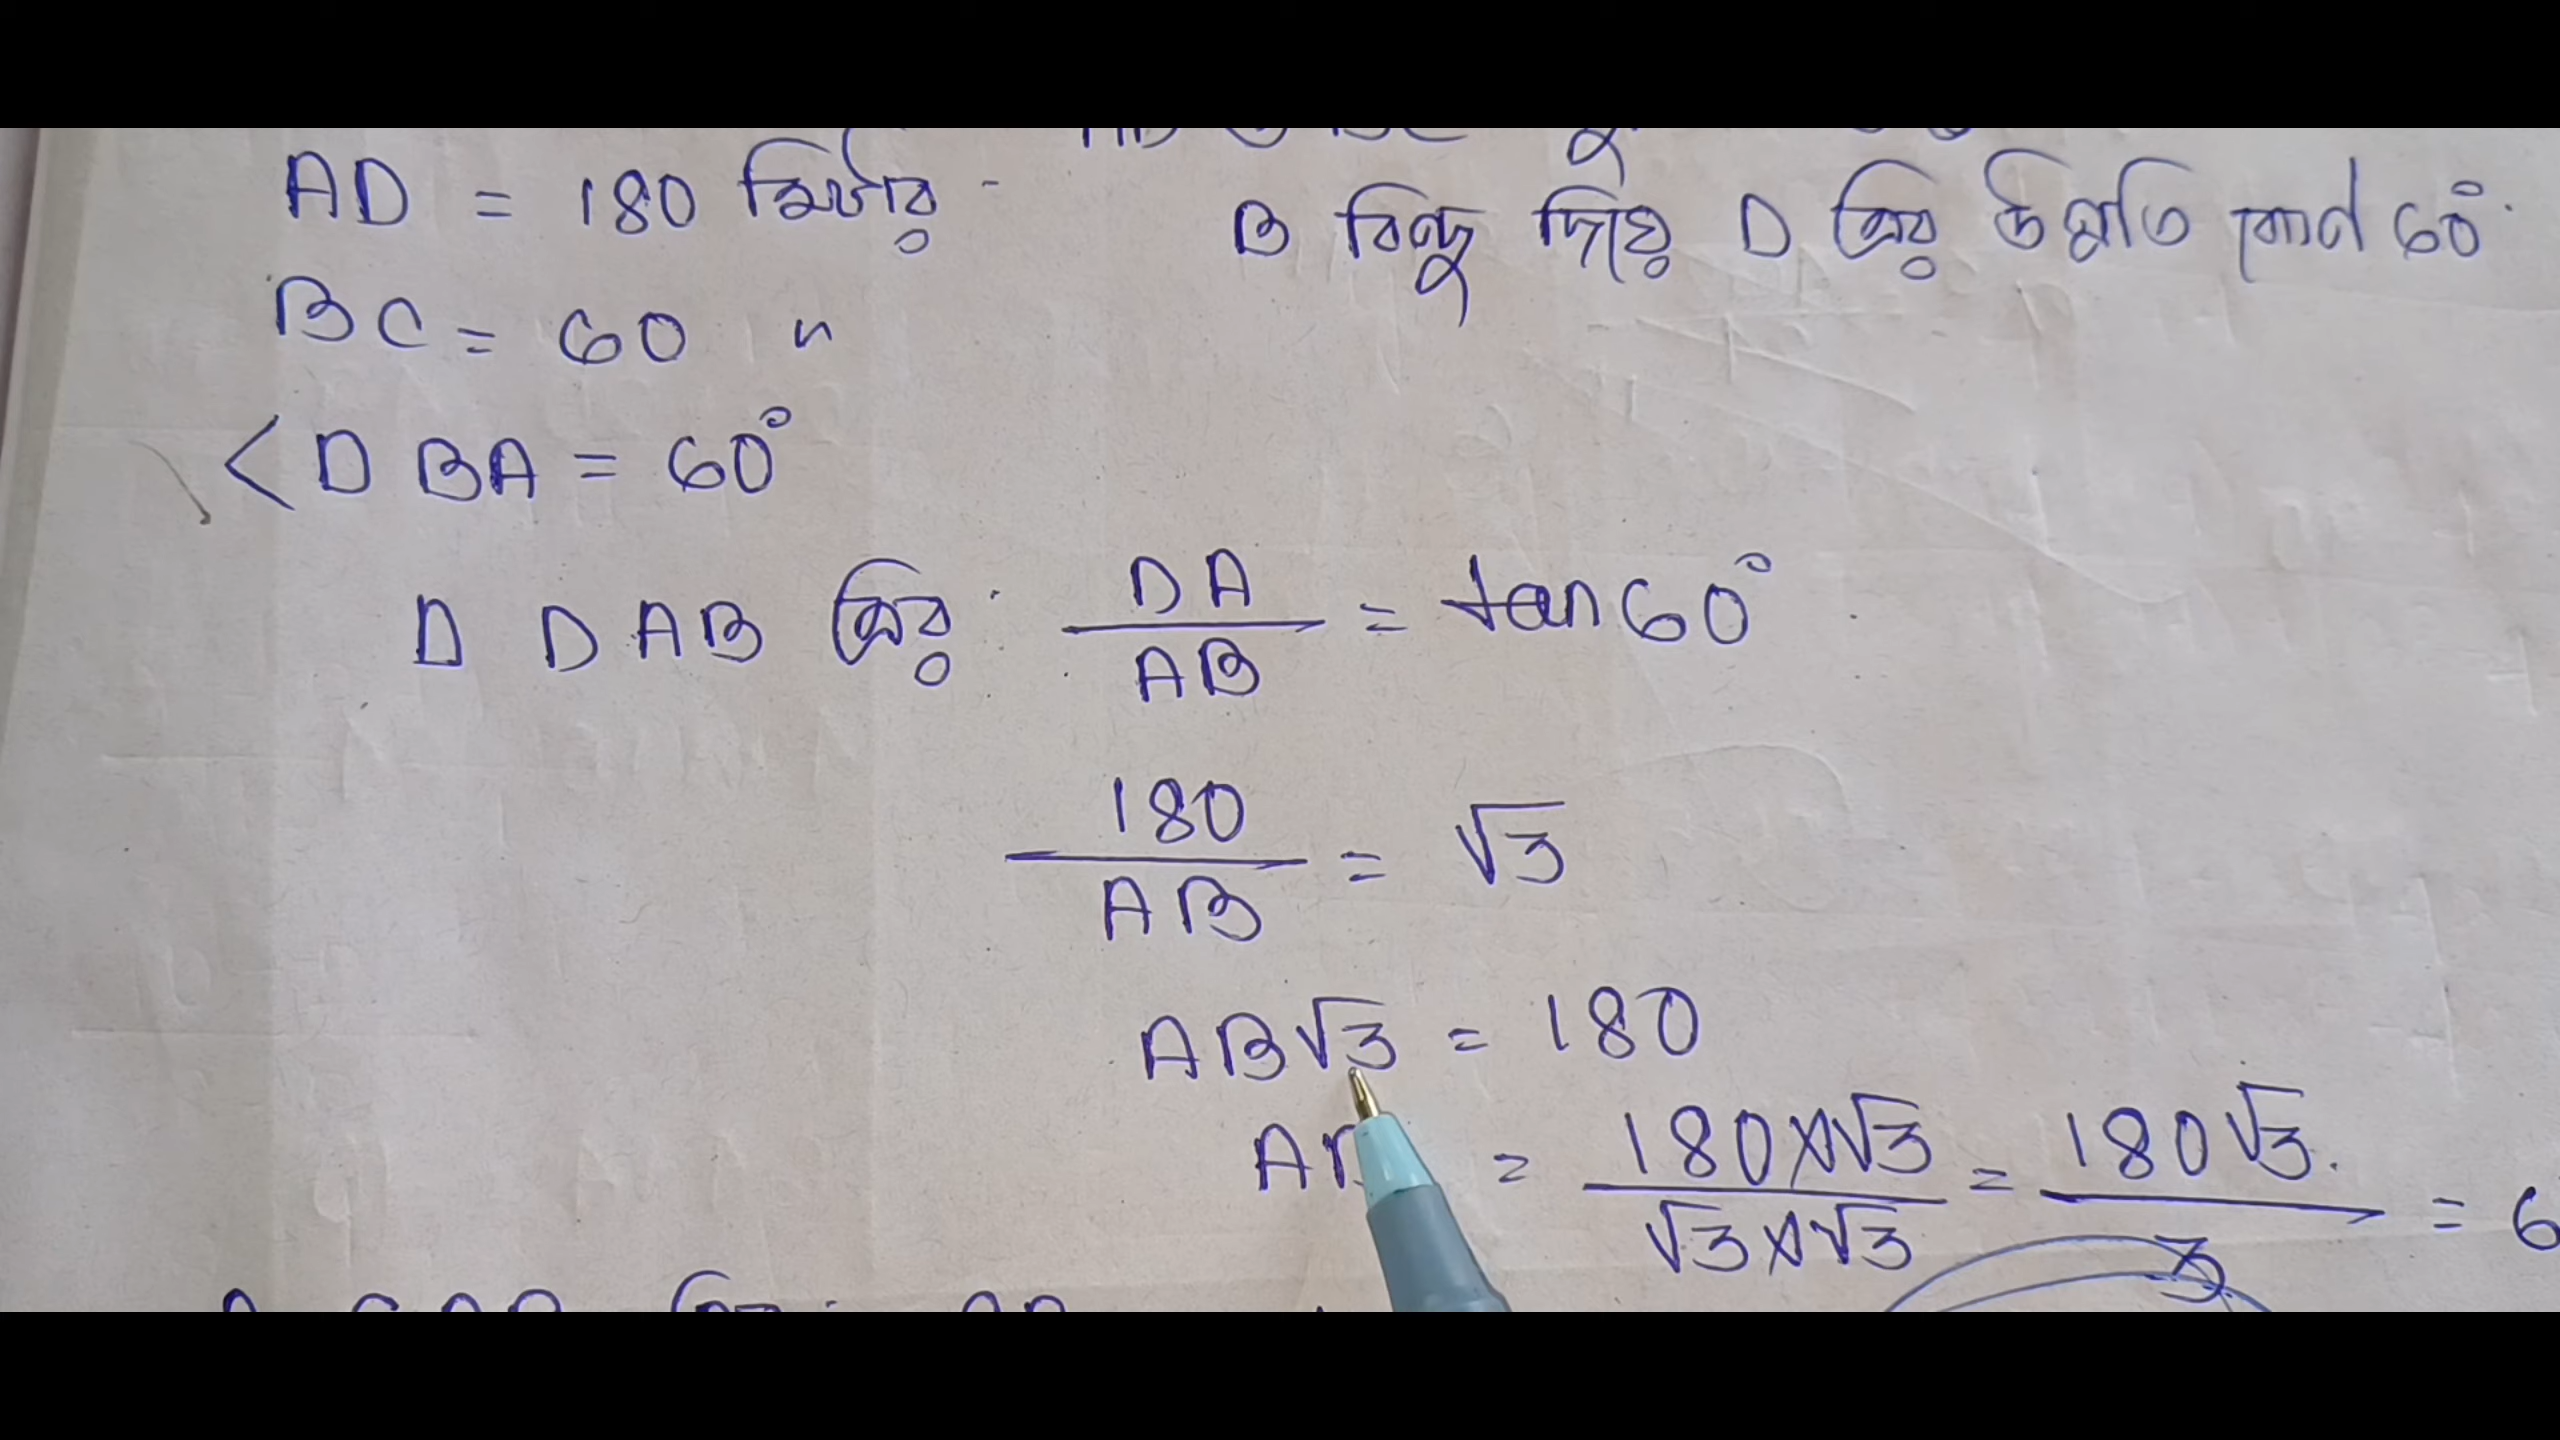 AD = 180 মিটার
B বিন্দু দিয়ে D এর উন্নতি কোণ 60°
BC = 60 "
< DBA = 60°
Δ DAB এর DA/AB = tan 60°
180/AB = √3
AB√3 = 180
= 180×√3/√3×√3 = 180√3/3 = 6